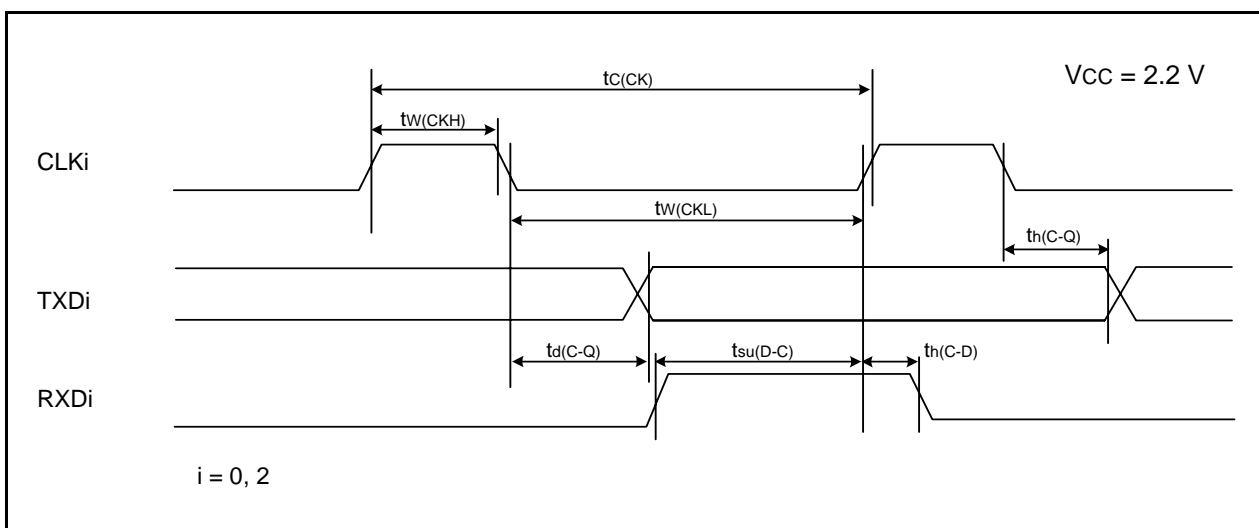 VCC = 2.2 V
tC(CK)
tW(CKH)
CLKi
tW(CKL)
th(C-Q)
TXDi
td(C-Q)
tsu(D-C)
th(C-D)
RXDi
i = 0, 2